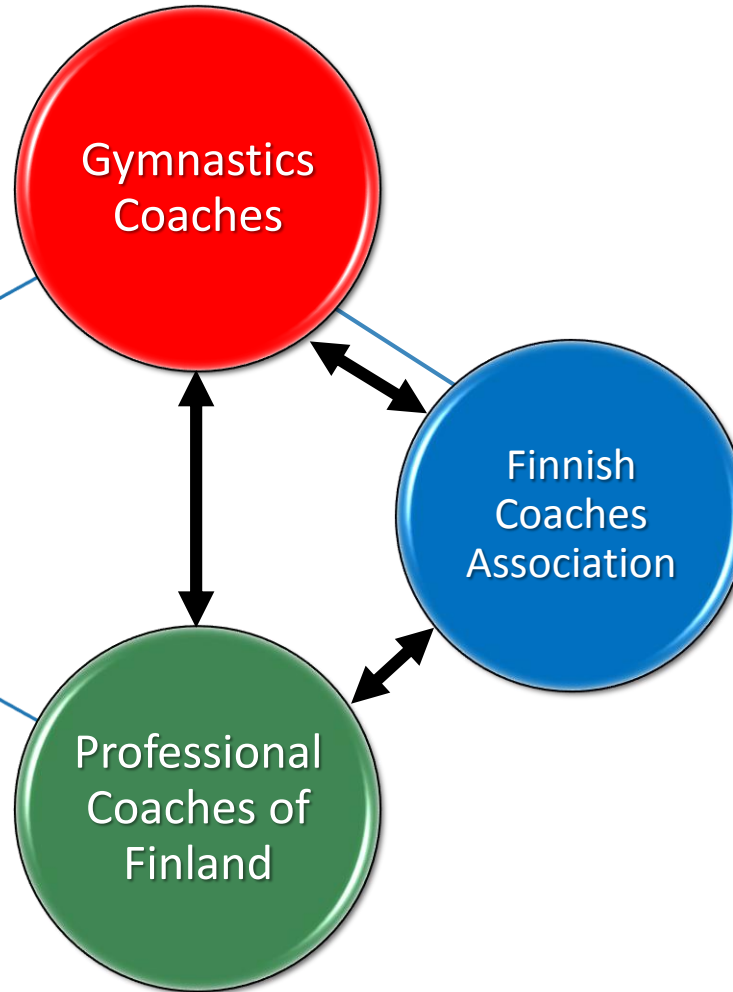 Gymnastics
Coaches
Finnish
Coaches
Association
Professional
Coaches of
Finland